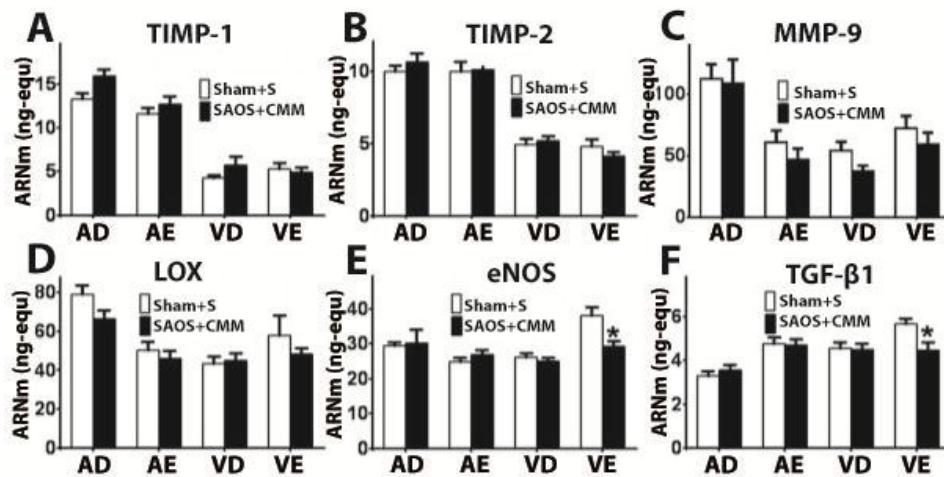 A TIMP-1
ARNm (ng-equ)
15
10
5
0
Sham+S
SAOS+CMM
AD AE VD VE
B TIMP-2
ARNm (ng-equ)
10
5
0
Sham+S
SAOS+CMM
AD AE VD VE
C MMP-9
ARNm (ng-equ)
100
50
0
Sham+S
SAOS+CMM
AD AE VD VE
D LOX
ARNm (ng-equ)
80
60
40
20
0
Sham+S
SAOS+CMM
AD AE VD VE
E eNOS
ARNm (ng-equ)
40
30
20
10
0
Sham+S
SAOS+CMM
*
AD AE VD VE
F TGF-β1
ARNm (ng-equ)
6
4
2
0
Sham+S
SAOS+CMM
*
AD AE VD VE